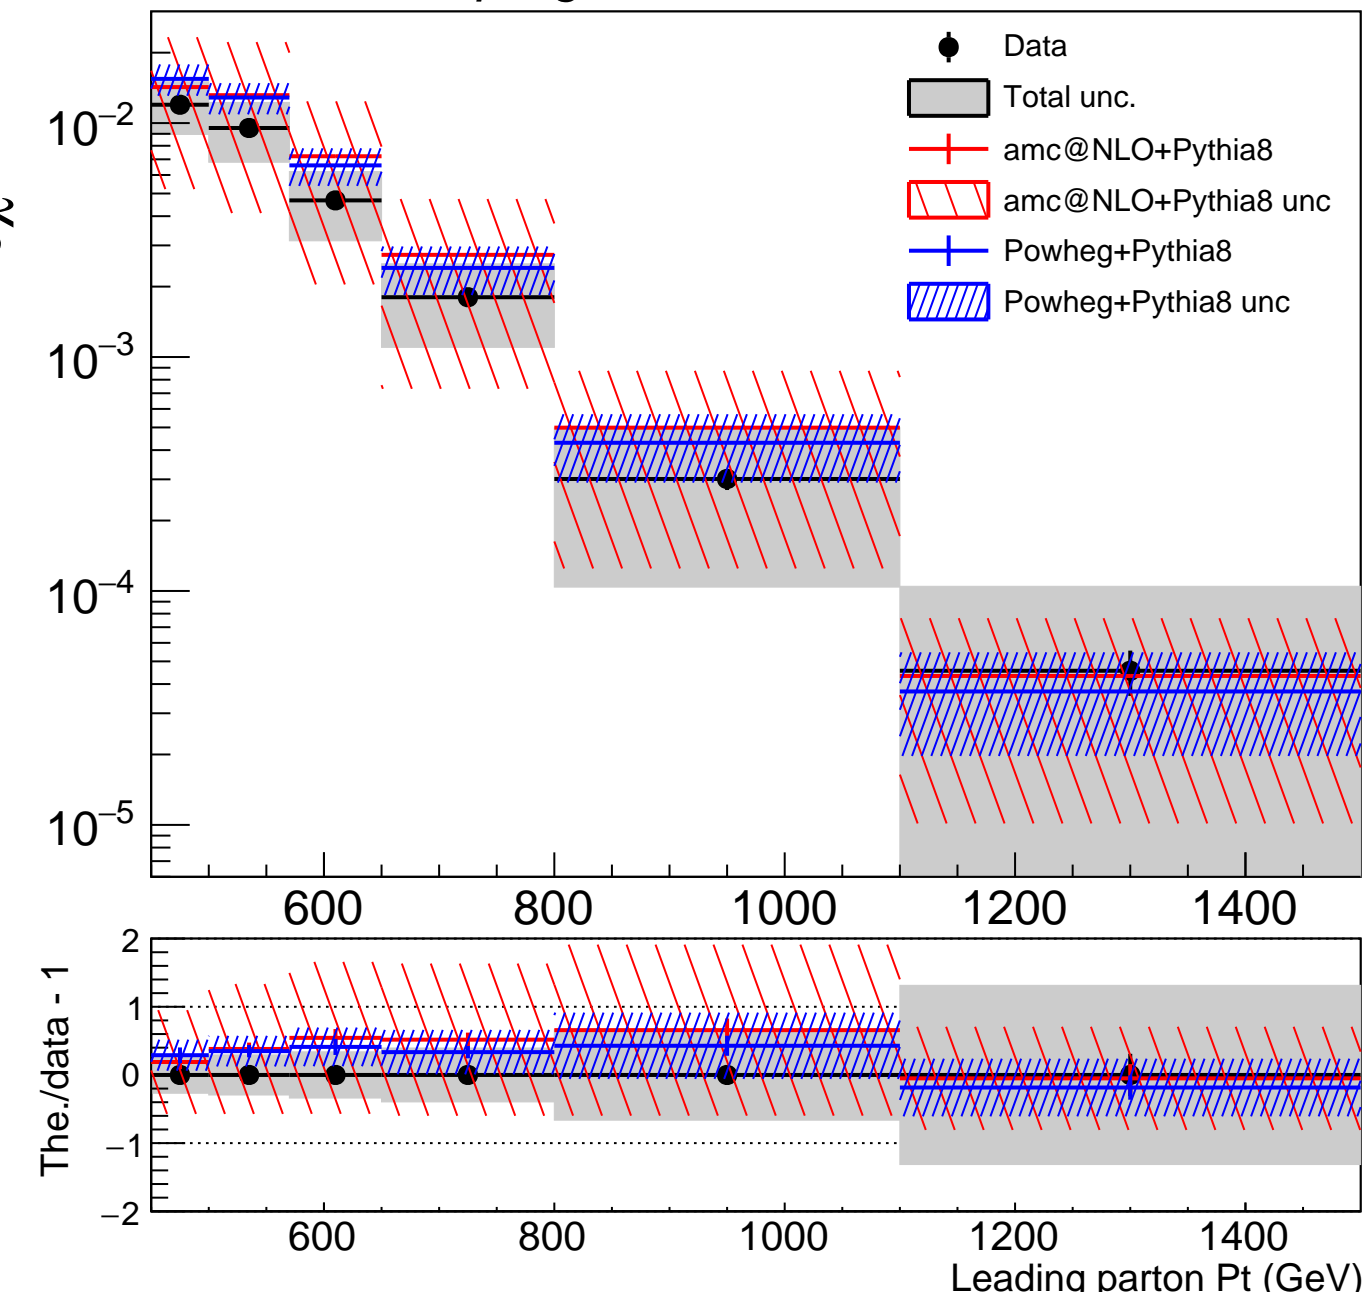 Data
Total unc.
amc@NLO+Pythia8
amc@NLO+Pythia8 unc
Powheg+Pythia8
Powheg+Pythia8 unc
10−2
10−3
10−4
10−5
600 800 1000 1200 1400
The./data - 1
2
1
0
−1
−2
600 800 1000 1200 1400
Leading parton Pt (GeV)